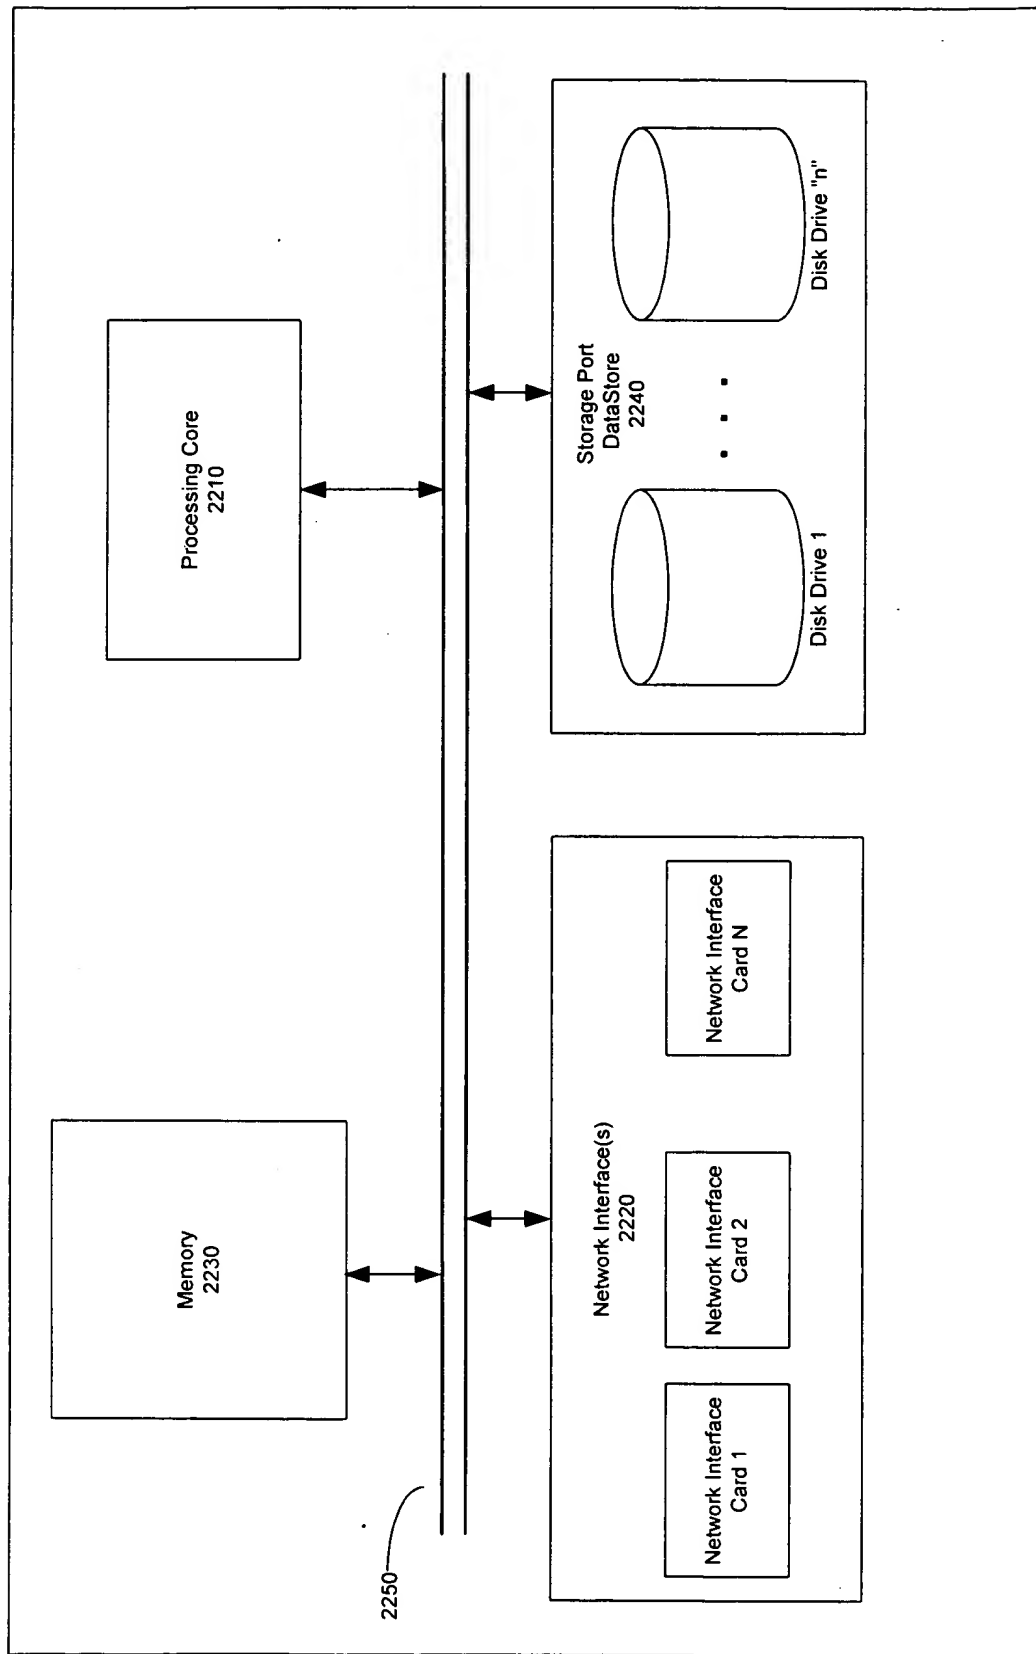 Memory
2230
Processing Core
2210
2250
Network Interface(s)
2220
Network Interface
Card 1
Network Interface
Card 2
Network Interface
Card N
Storage Port
DataStore
2240
. . .
Disk Drive 1
Disk Drive "n"